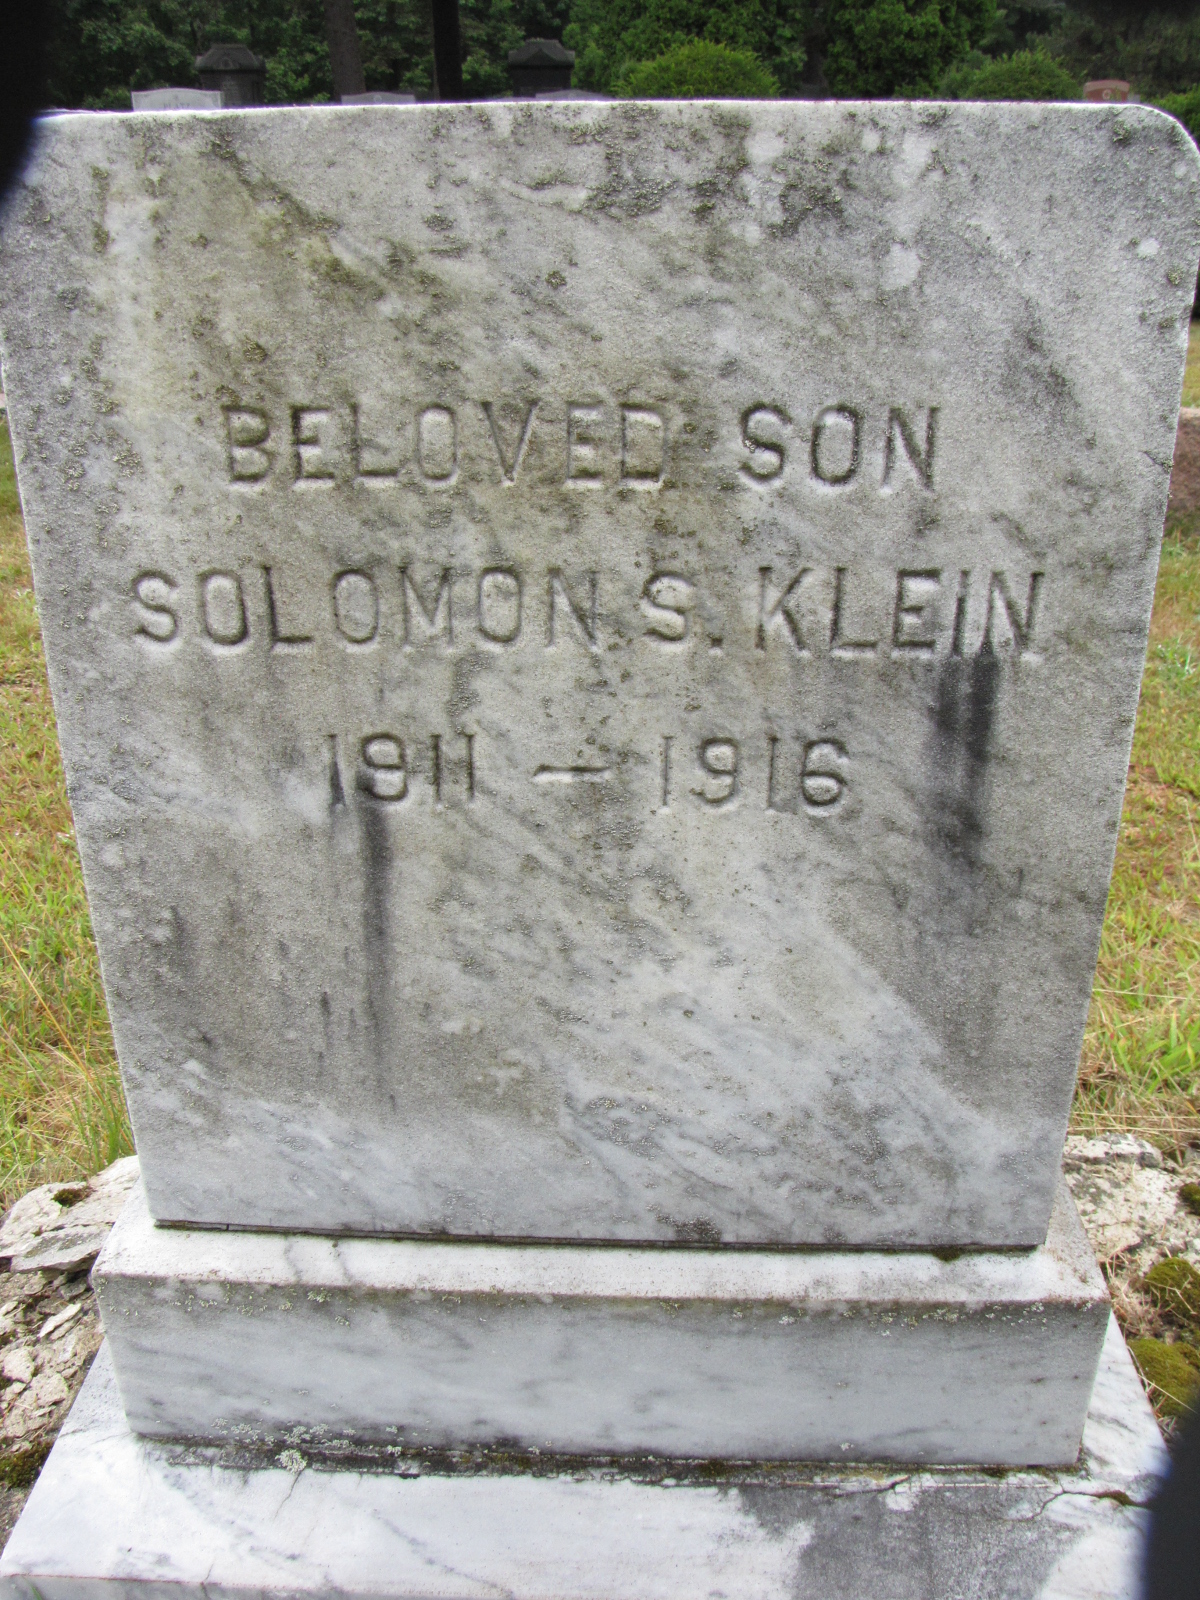 BELOVED SON
SOLOMON S. KLEIN
1911 — 1916